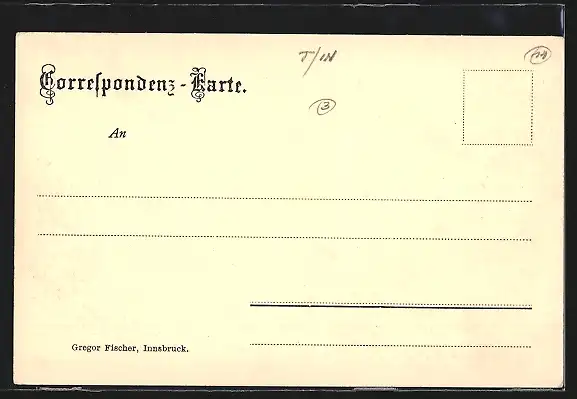 T/IN
Correspondenz-Karte.
3
An
Gregor Fischer, Innsbruck.